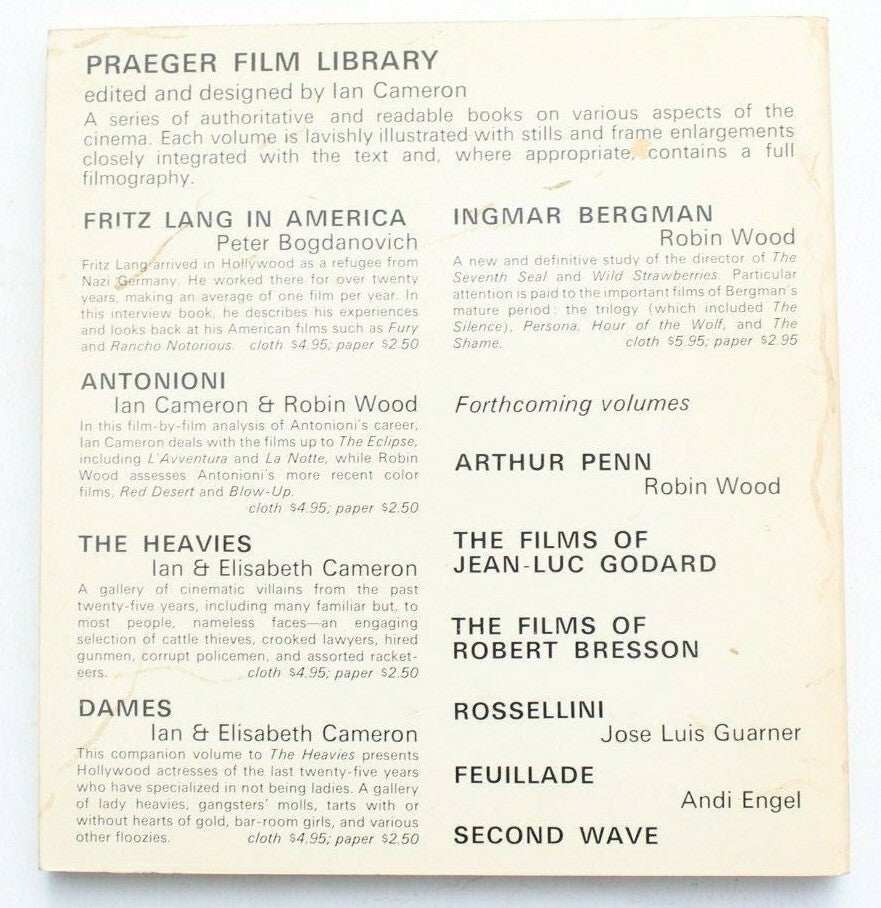 PRAEGER FILM LIBRARY
edited and designed by Ian Cameron
A series of authoritative and readable books on various aspects of the
cinema. Each volume is lavishly illustrated with stills and frame enlargements
closely integrated with the text and, where appropriate, contains a full
filmography.
FRITZ LANG IN AMERICA
Peter Bogdanovich
Fritz Lang arrived in Hollywood as a refugee from
Nazi Germany. He worked there for over twenty
years, making an average of one film per year. In
this interview book, he describes his experiences
and looks back at his American films such as Fury
and Rancho Notorious. cloth $4.95; paper $2.50
ANTONIONI
Ian Cameron & Robin Wood
In this film-by-film analysis of Antonioni's career,
Ian Cameron deals with the films up to The Eclipse,
including L'Avventura and La Notte, while Robin
Wood assesses Antonioni's more recent color
films, Red Desert and Blow-Up.
cloth $4.95; paper $2.50
THE HEAVIES
Ian & Elisabeth Cameron
A gallery of cinematic villains from the past
twenty-five years, including many familiar but, to
most people, nameless faces—an engaging
selection of cattle thieves, crooked lawyers, hired
gunmen, corrupt policemen, and assorted racket-
eers. cloth $4.95; paper $2.50
DAMES
Ian & Elisabeth Cameron
This companion volume to The Heavies presents
Hollywood actresses of the last twenty-five years
who have specialized in not being ladies. A gallery
of lady heavies, gangsters' molls, tarts with or
without hearts of gold, bar-room girls, and various
other floozies. cloth $4.95; paper $2.50
INGMAR BERGMAN
Robin Wood
A new and definitive study of the director of The
Seventh Seal and Wild Strawberries. Particular
attention is paid to the important films of Bergman's
mature period: the trilogy (which included The
Silence), Persona, Hour of the Wolf, and The
Shame. cloth $5.95; paper $2.95
Forthcoming volumes
ARTHUR PENN
Robin Wood
THE FILMS OF
JEAN-LUC GODARD
THE FILMS OF
ROBERT BRESSON
ROSSELLINI
Jose Luis Guarner
FEUILLADE
Andi Engel
SECOND WAVE